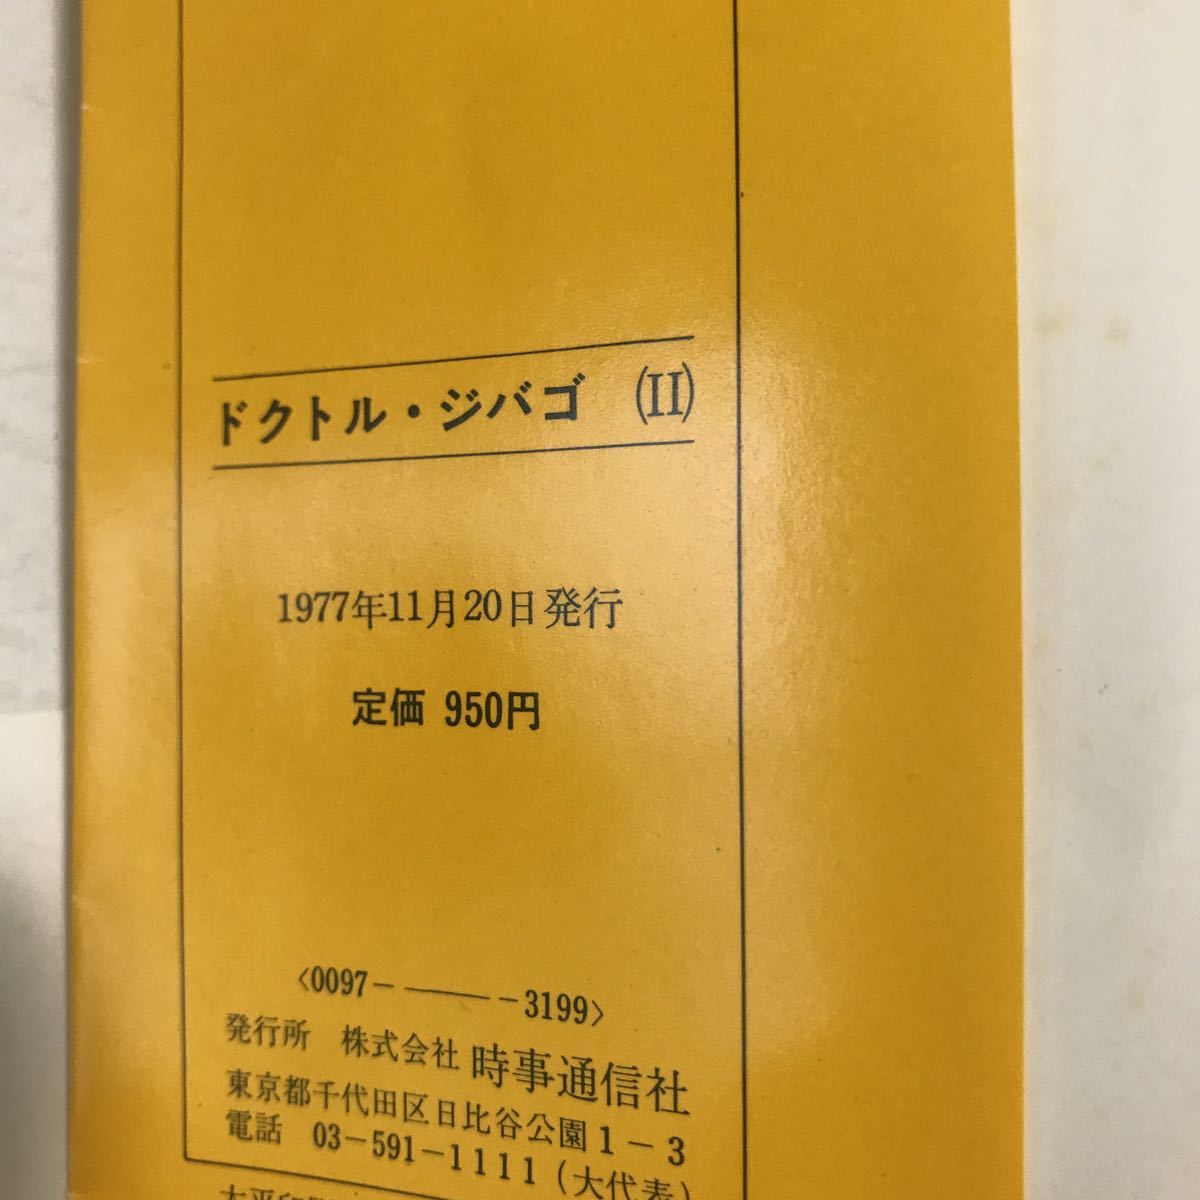 ドクトル・ジバゴ (II)
1977年11月20日発行
定価 950円
〈0097－———－3199〉
発行所 株式会社 時事通信社
東京都千代田区日比谷公園1－3
電話 03－591－1111(大代表)